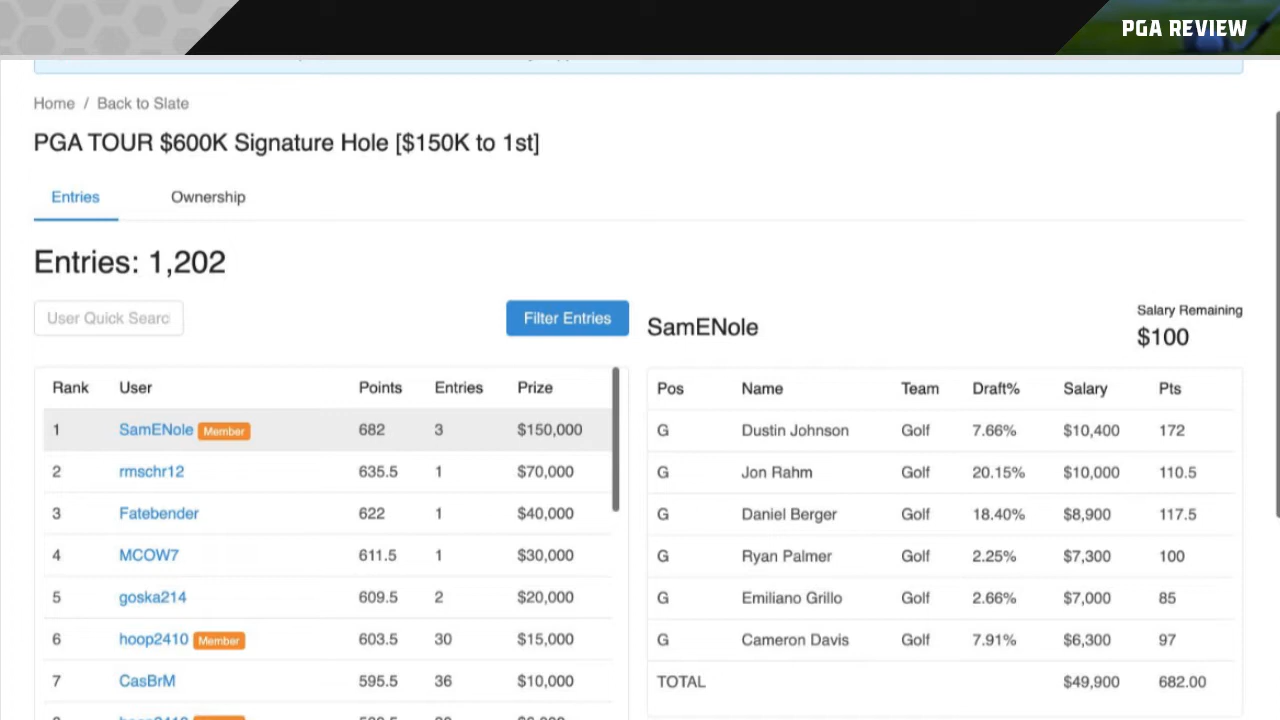 PGA REVIEW
Home / Back to Slate
PGA TOUR $600K Signature Hole [$150K to 1st]
Entries Ownership
Entries: 1,202
User Quick Searc
Filter Entries
SamENole
Salary Remaining
$100
Rank User Points Entries Prize
1 SamENole Member 682 3 $150,000
2 rmschr12 635.5 1 $70,000
3 Fatebender 622 1 $40,000
4 MCOW7 611.5 1 $30,000
5 goska214 609.5 2 $20,000
6 hoop2410 Member 603.5 30 $15,000
7 CasBrM 595.5 36 $10,000
Pos Name Team Draft% Salary Pts
G Dustin Johnson Golf 7.66% $10,400 172
G Jon Rahm Golf 20.15% $10,000 110.5
G Daniel Berger Golf 18.40% $8,900 117.5
G Ryan Palmer Golf 2.25% $7,300 100
G Emiliano Grillo Golf 2.66% $7,000 85
G Cameron Davis Golf 7.91% $6,300 97
TOTAL $49,900 682.00